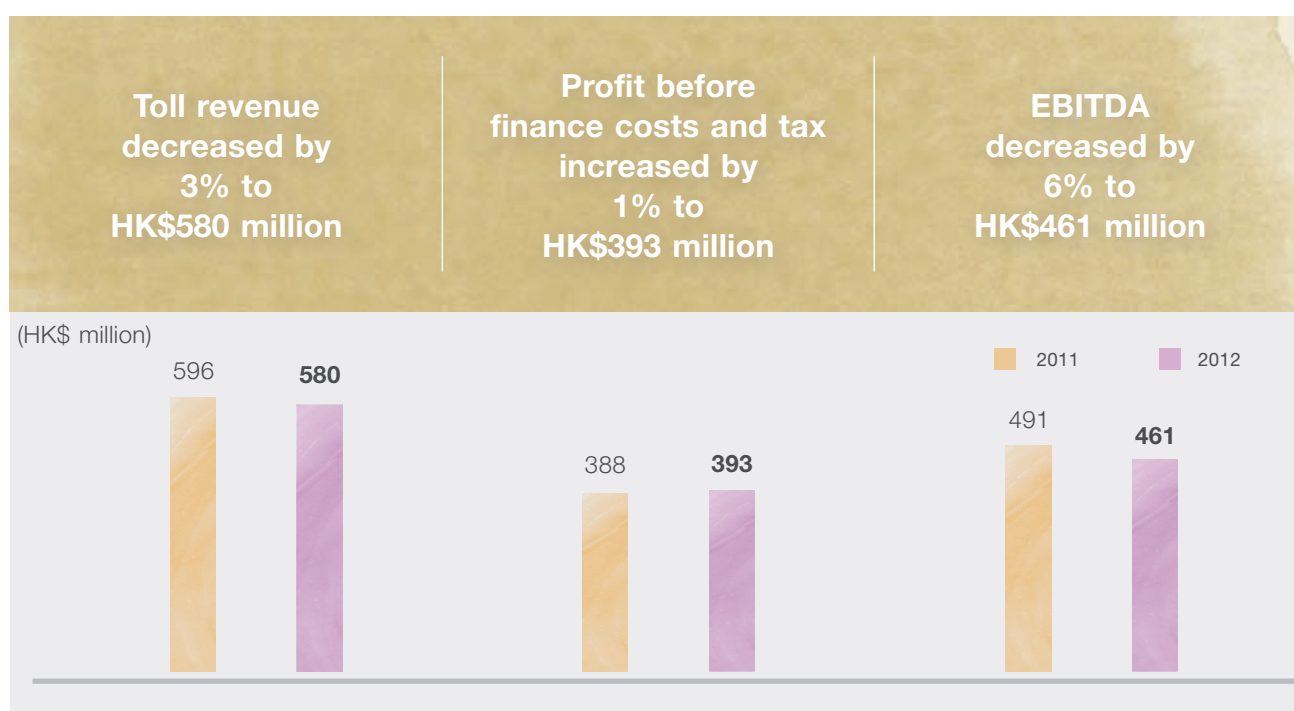 Toll revenue
decreased by
3% to
HK$580 million
Profit before
finance costs and tax
increased by
1% to
HK$393 million
EBITDA
decreased by
6% to
HK$461 million
(HK$ million)
2011
2012
596
580
388
393
491
461